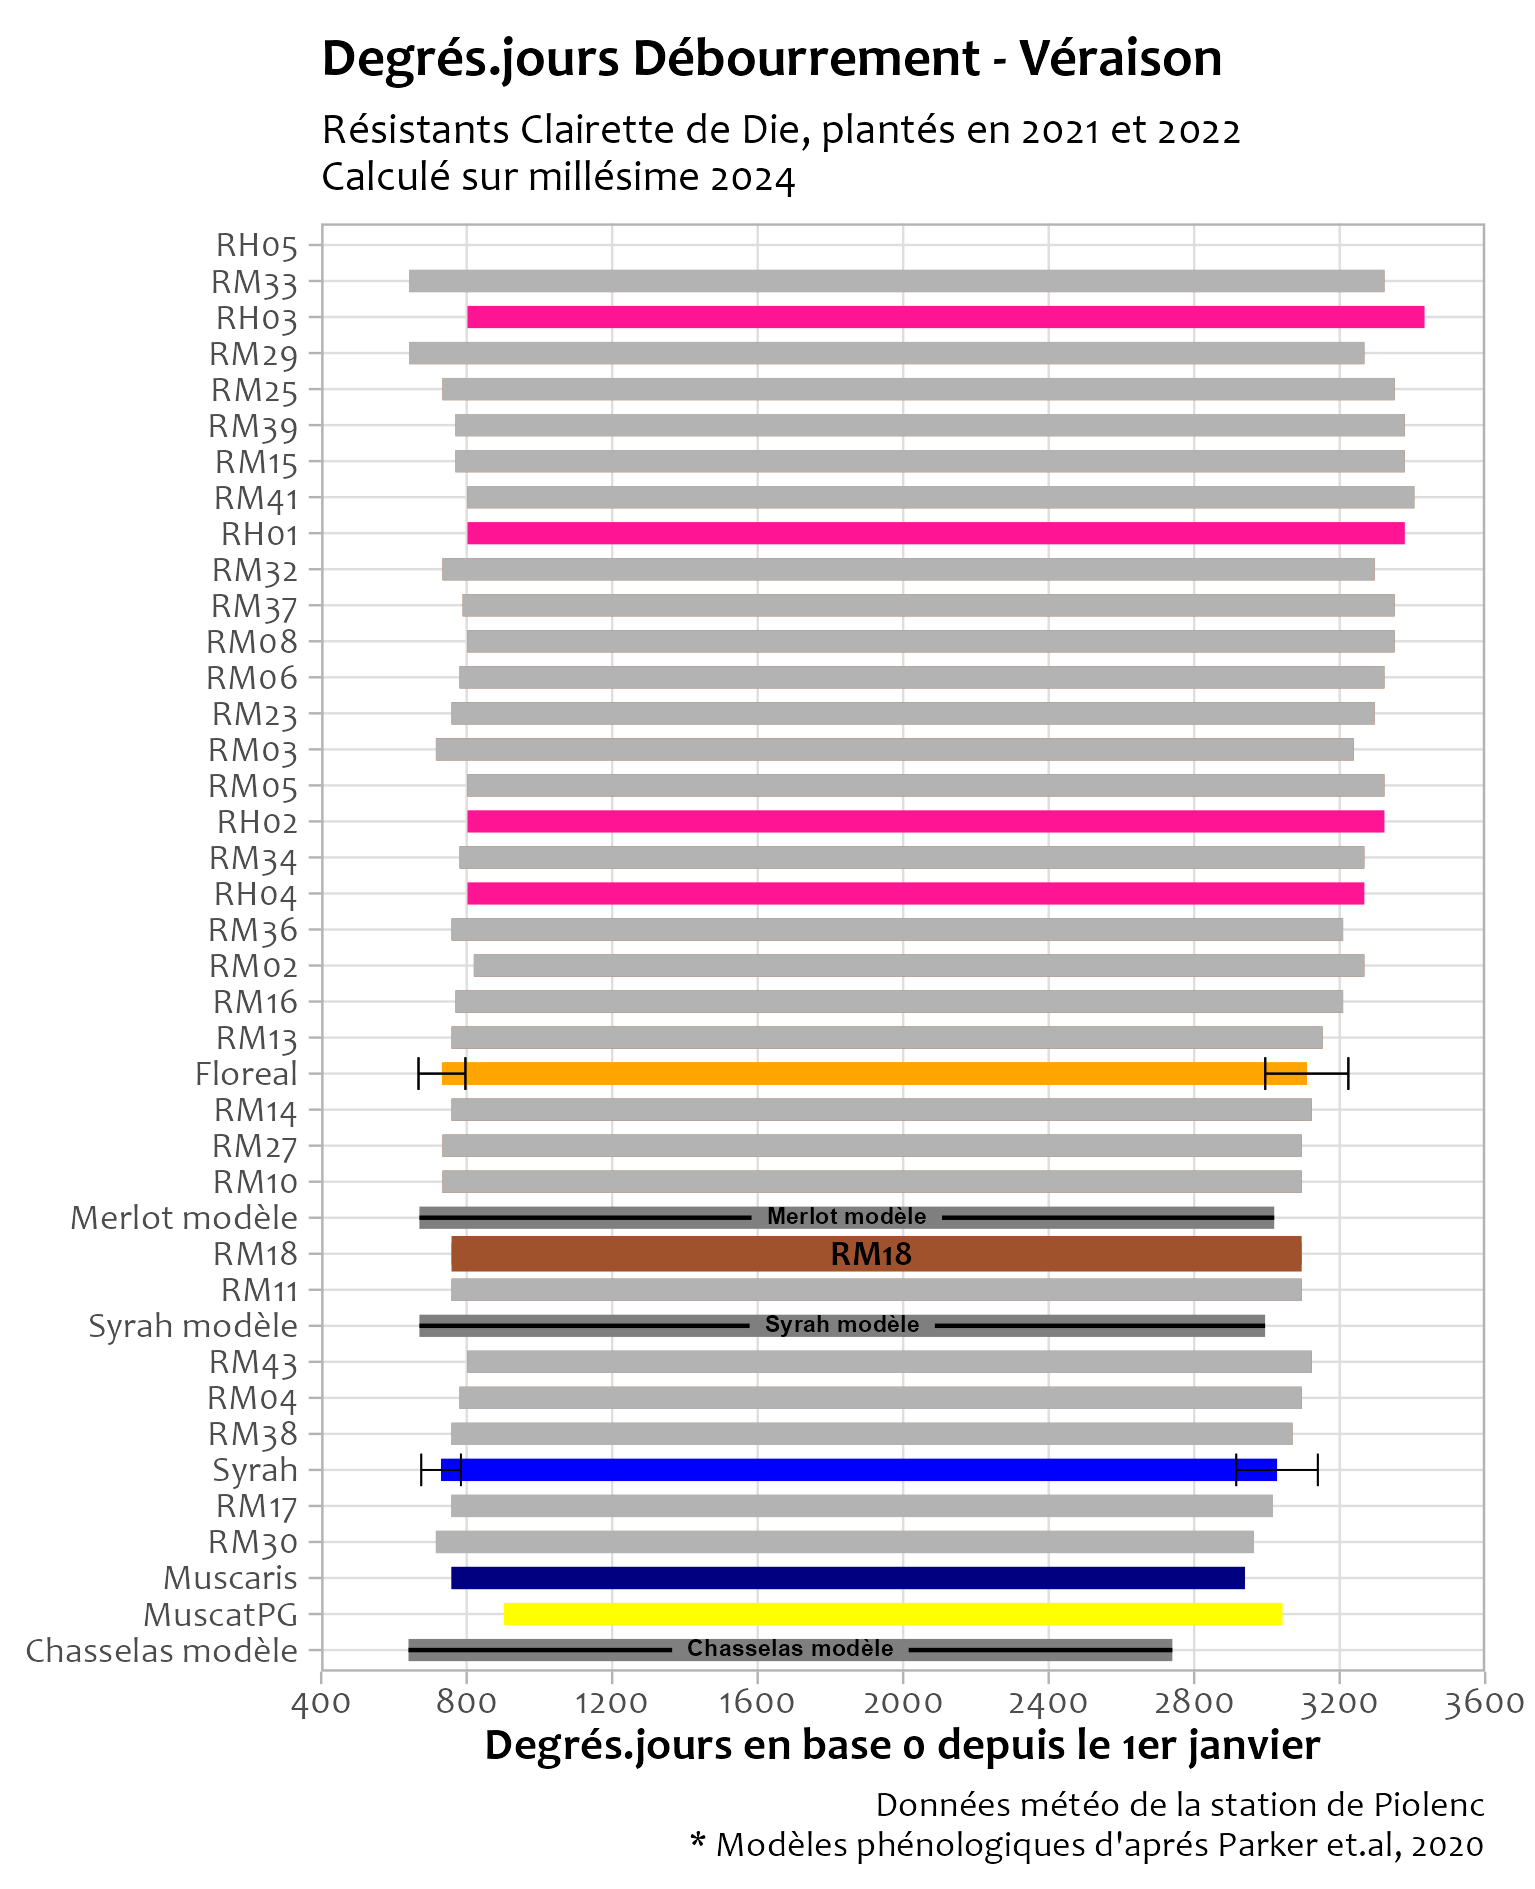 Degrés.jours Débourrement - Véraison
Résistants Clairette de Die, plantés en 2021 et 2022
Calculé sur millésime 2024
RH05
RM33
RH03
RM29
RM25
RM39
RM15
RM41
RH01
RM32
RM37
RM08
RM06
RM23
RM03
RM05
RH02
RM34
RH04
RM36
RM02
RM16
RM13
Floreal
RM14
RM27
RM10
Merlot modèle Merlot modèle
RM18 RM18
RM11
Syrah modèle Syrah modèle
RM43
RM04
RM38
Syrah
RM17
RM30
Muscaris
MuscatPG
Chasselas modèle Chasselas modèle
400 800 1200 1600 2000 2400 2800 3200 3600
Degrés.jours en base 0 depuis le 1er janvier
Données météo de la station de Piolenc
* Modèles phénologiques d'aprés Parker et.al, 2020